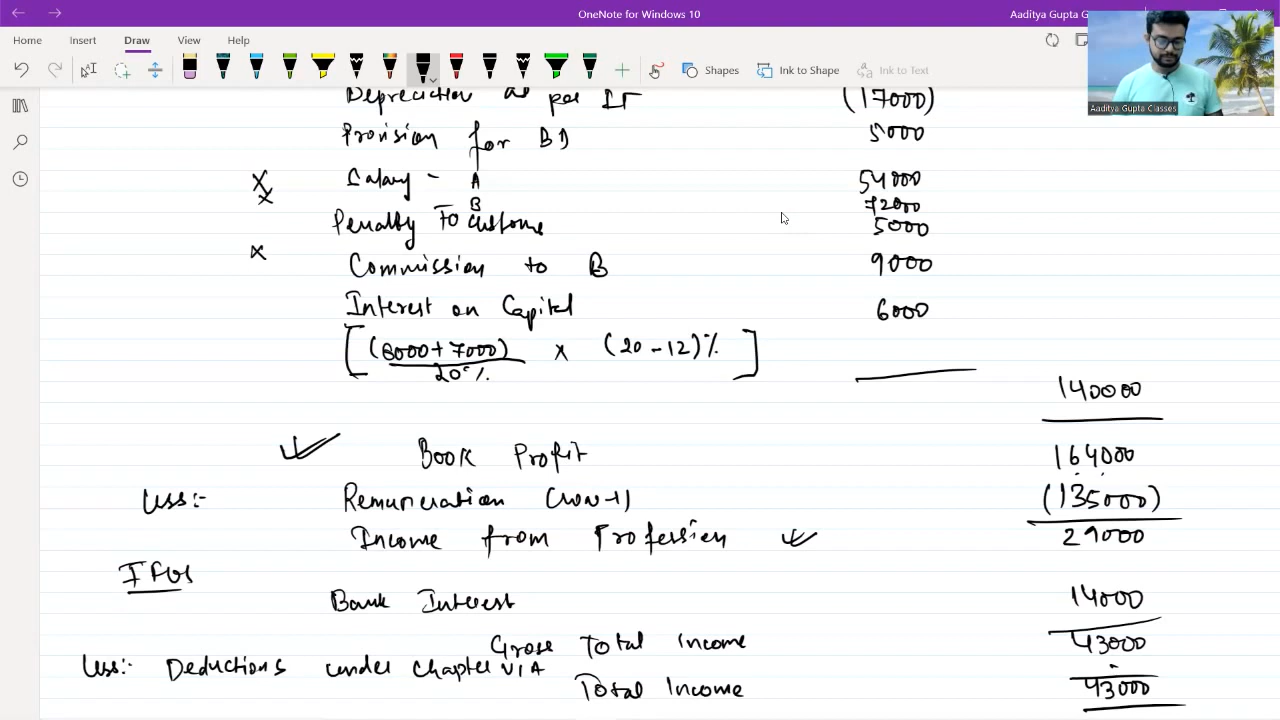 OneNote for Windows 10
Aaditya Gupta G
Home Insert Draw View Help
Shapes Ink to Shape Ink to Text
Aaditya Gupta Classes
Depreciation as per IT (17000)
Provision for BD 5000
X Salary - A 54000
x B 72000
Penalty To Custome 5000
x Commission to B 9000
Interest on Capital 6000
[(8000+7000) / 20% x (20-12)%]
140000
Book Profit 164000
Less:- Remuneration (WN-1) (135000)
Income from Profession 29000
IFOS
Bank Interest 14000
Gross Total Income 43000
Less:- Deductions under Chapter VIA -
Total Income 43000